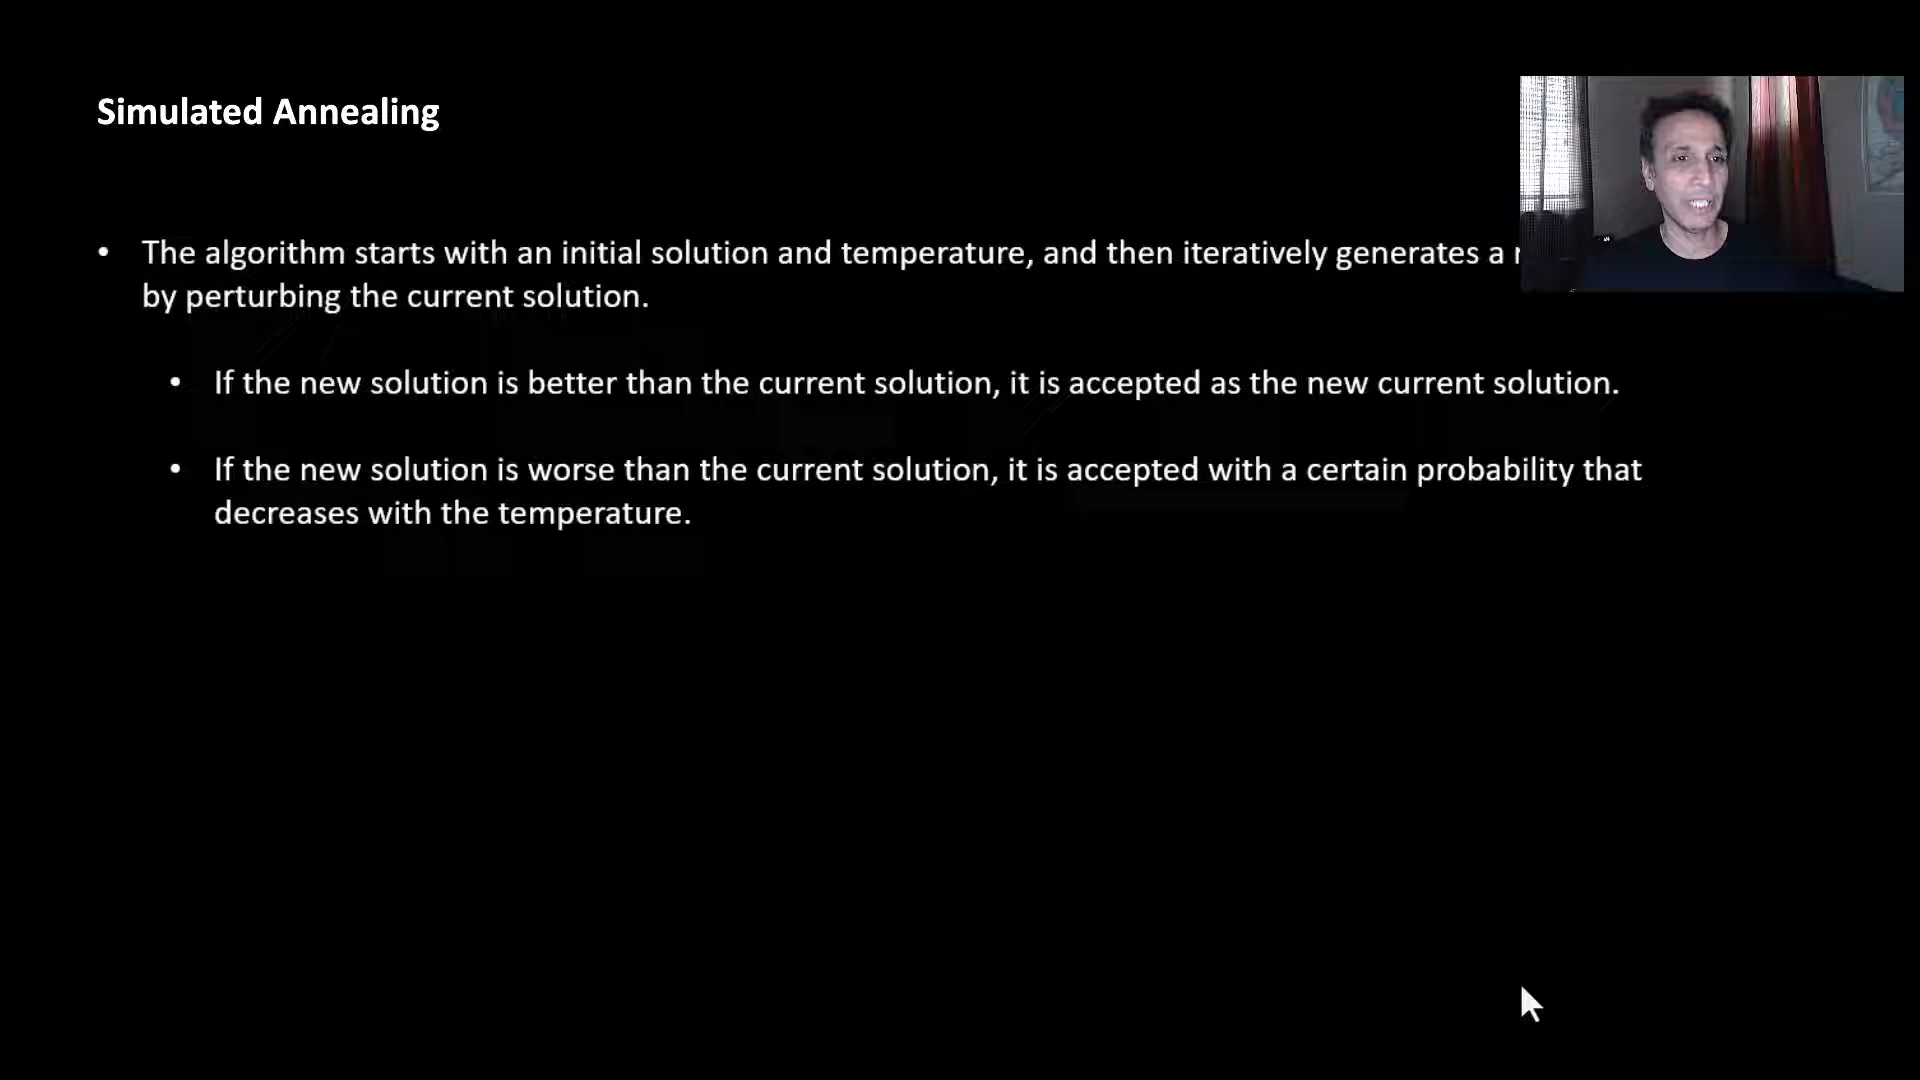 Simulated Annealing
• The algorithm starts with an initial solution and temperature, and then iteratively generates a
by perturbing the current solution.
• If the new solution is better than the current solution, it is accepted as the new current solution.
• If the new solution is worse than the current solution, it is accepted with a certain probability that
decreases with the temperature.